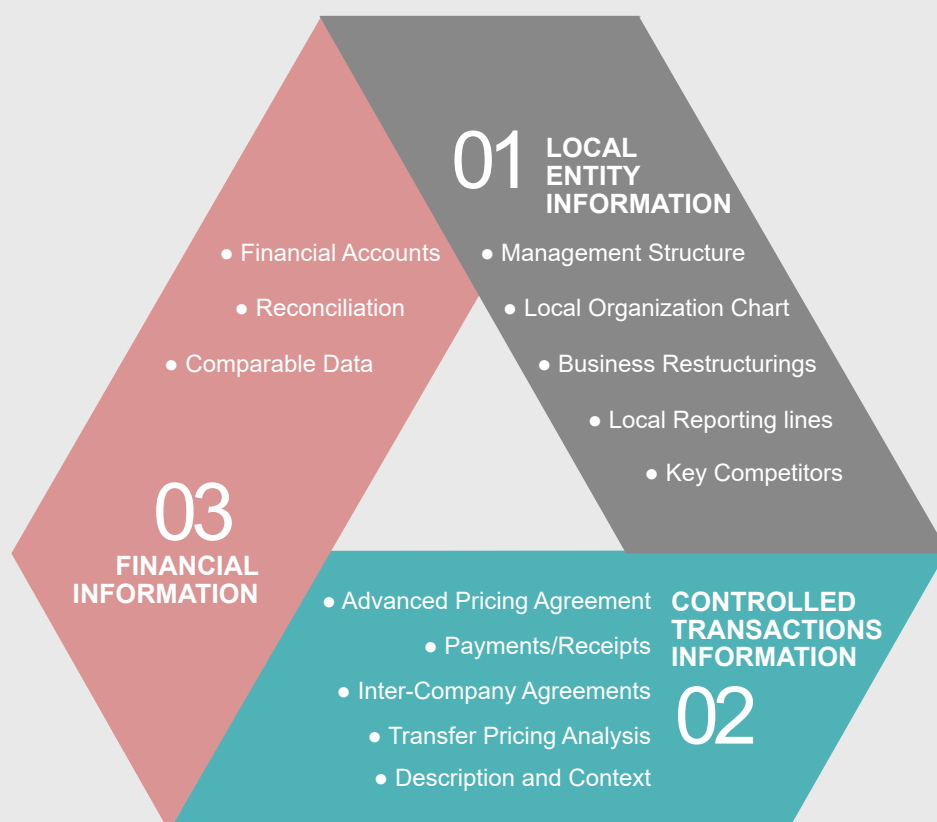 01
LOCAL
ENTITY
INFORMATION
● Management Structure
● Local Organization Chart
● Business Restructurings
● Local Reporting lines
● Key Competitors
CONTROLLED
TRANSACTIONS
INFORMATION
02
● Advanced Pricing Agreement
● Payments/Receipts
● Inter-Company Agreements
● Transfer Pricing Analysis
● Description and Context
03
FINANCIAL
INFORMATION
● Financial Accounts
● Reconciliation
● Comparable Data